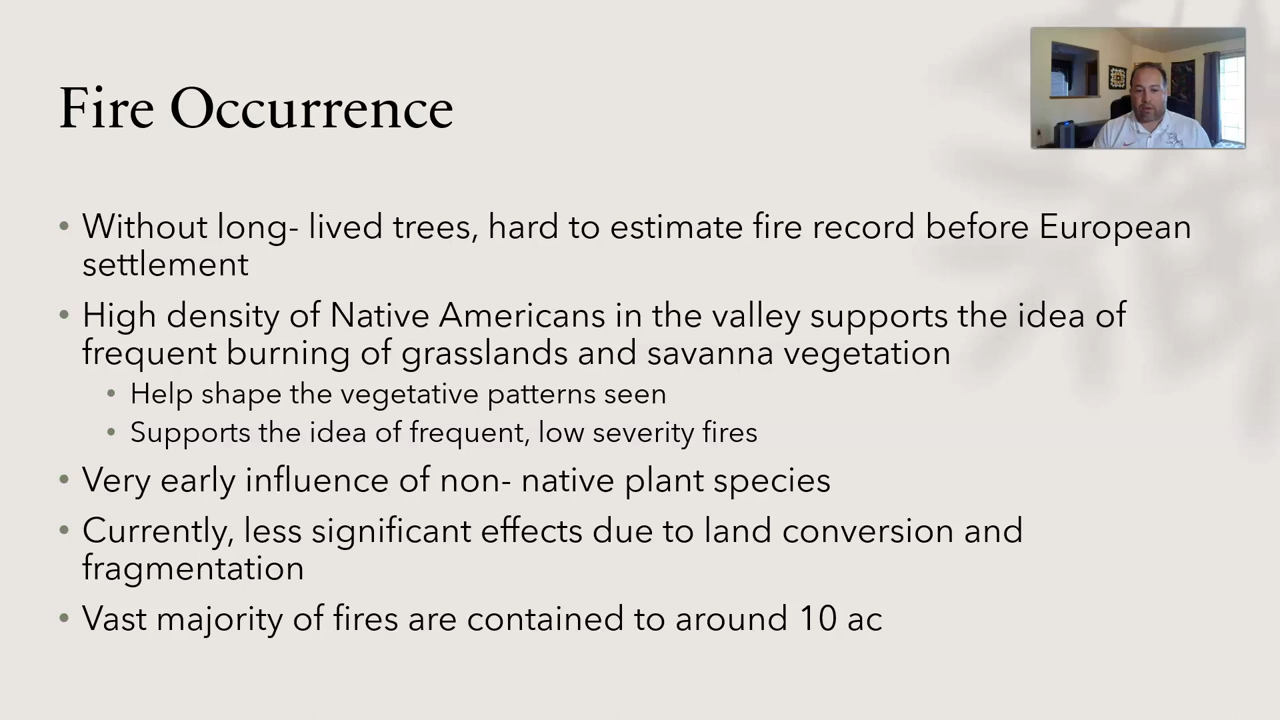 Fire Occurrence
• Without long- lived trees, hard to estimate fire record before European
settlement
• High density of Native Americans in the valley supports the idea of
frequent burning of grasslands and savanna vegetation
• Help shape the vegetative patterns seen
• Supports the idea of frequent, low severity fires
• Very early influence of non- native plant species
• Currently, less significant effects due to land conversion and
fragmentation
• Vast majority of fires are contained to around 10 ac